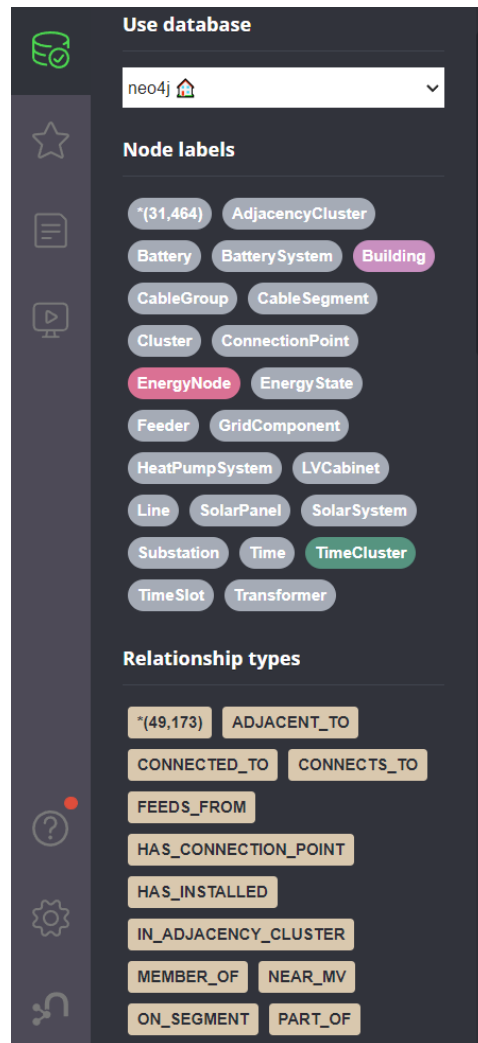 Use database
neo4j
Node labels
*(31,464) AdjacencyCluster
Battery BatterySystem Building
CableGroup CableSegment
Cluster ConnectionPoint
EnergyNode EnergyState
Feeder GridComponent
HeatPumpSystem LVCabinet
Line SolarPanel SolarSystem
Substation Time TimeCluster
TimeSlot Transformer
Relationship types
*(49,173) ADJACENT_TO
CONNECTED_TO CONNECTS_TO
FEEDS_FROM
HAS_CONNECTION_POINT
HAS_INSTALLED
IN_ADJACENCY_CLUSTER
MEMBER_OF NEAR_MV
ON_SEGMENT PART_OF